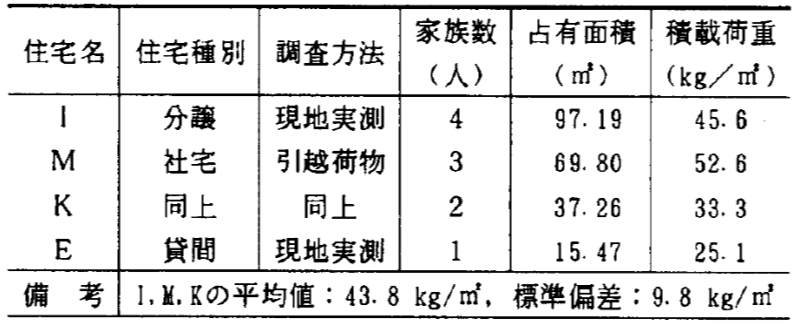 住宅名 住宅種別 調査方法 家族数(人) 占有面積(㎡) 積載荷重(kg/㎡)
I 分譲 現地実測 4 97.19 45.6
M 社宅 引越荷物 3 69.80 52.6
K 同上 同上 2 37.26 33.3
E 貸間 現地実測 1 15.47 25.1
備考 I,M,Kの平均値：43.8 kg/㎡, 標準偏差：9.8 kg/㎡